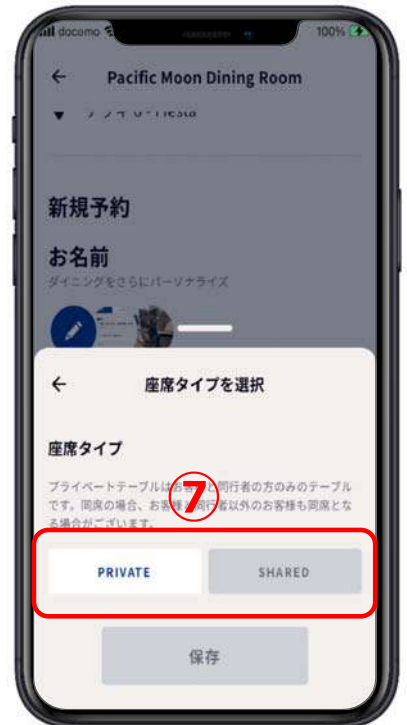 docomo
100%
Pacific Moon Dining Room
新規予約
お名前
ダイニングをさらにパーソナライズ
座席タイプを選択
座席タイプ
プライベートテーブルはお客様と同行者の方のみのテーブル
です。同席の場合、お客様と同行者以外のお客様も同席とな
る場合がございます。
⑦
PRIVATE
SHARED
保存